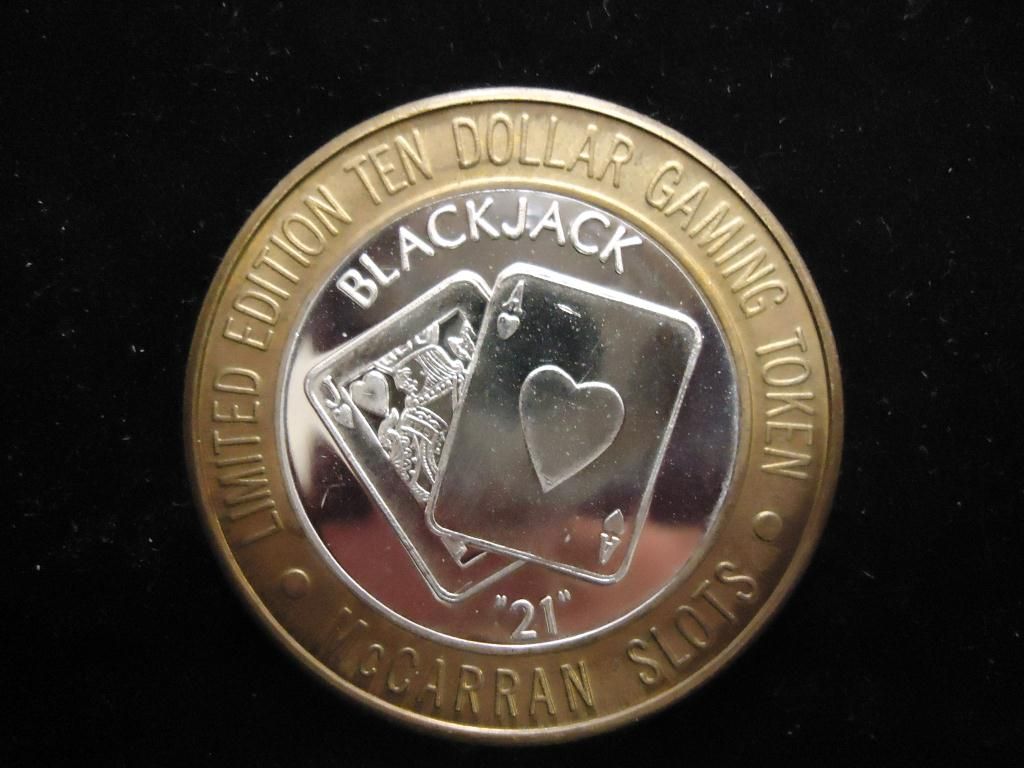 LIMITED EDITION TEN DOLLAR GAMING TOKEN
BLACKJACK
A
J
A
"21"
McCARRAN SLOTS